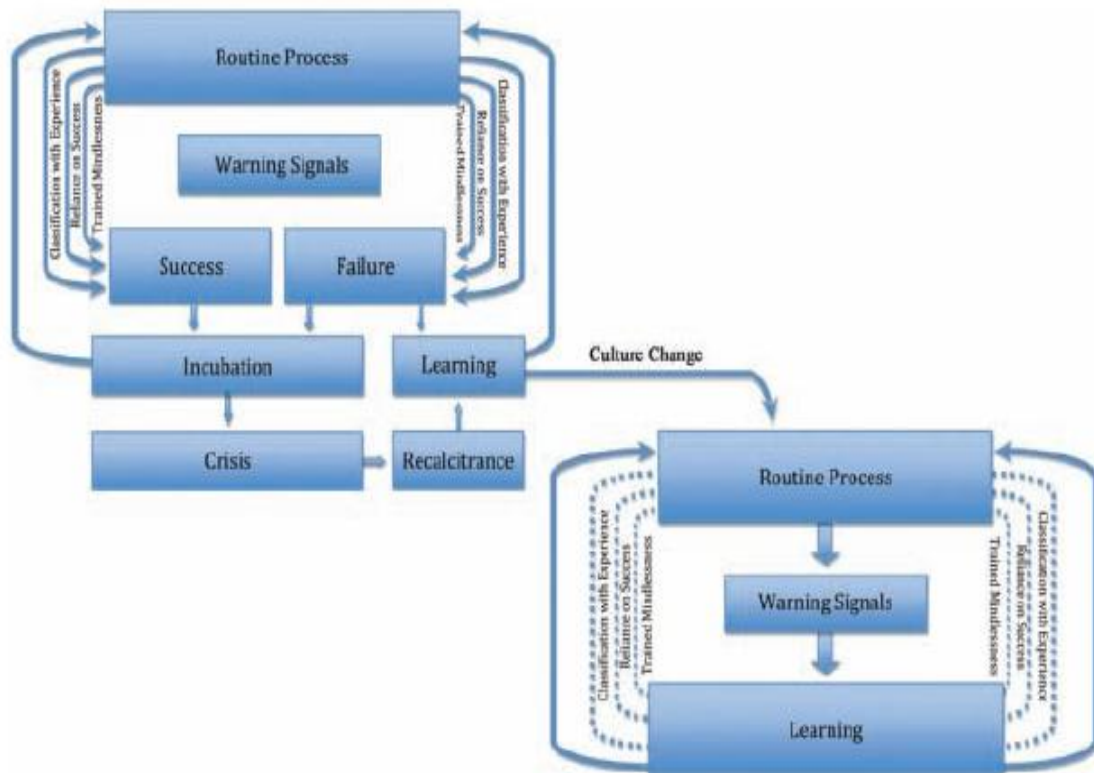 Routine Process
Classification with Experience
Reliance on Success
Trained Mindlessness
Trained Mindlessness
Reliance on Success
Classification with Experience
Warning Signals
Success
Failure
Incubation
Learning
Culture Change
Crisis
Recalcitrance
Routine Process
Classification with Experience
Reliance on Success
Trained Mindlessness
Trained Mindlessness
Reliance on Success
Classification with Experience
Warning Signals
Learning